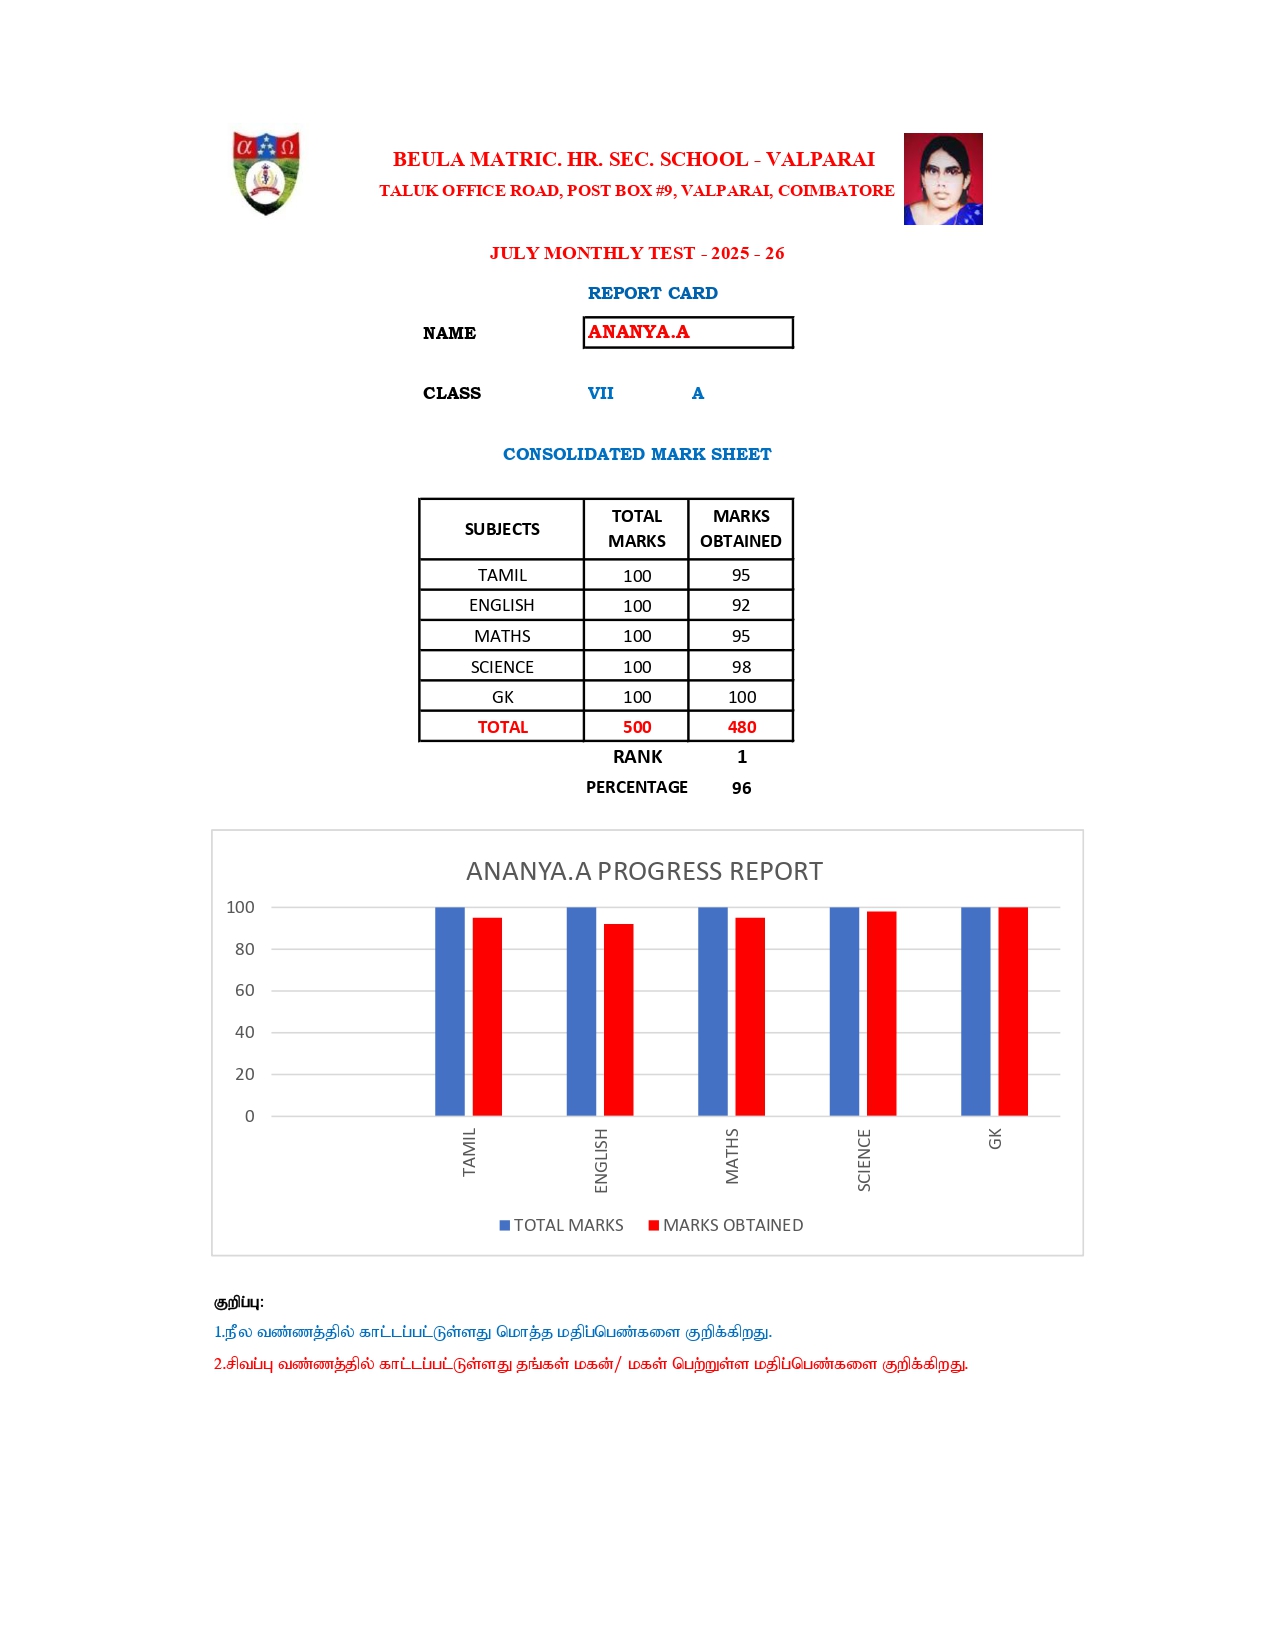 α Ω
BEULA MATRIC. HR. SEC. SCHOOL - VALPARAI
TALUK OFFICE ROAD, POST BOX #9, VALPARAI, COIMBATORE
JULY MONTHLY TEST - 2025 - 26
REPORT CARD
NAME ANANYA.A
CLASS VII A
CONSOLIDATED MARK SHEET
SUBJECTS TOTAL MARKS MARKS OBTAINED
TAMIL 100 95
ENGLISH 100 92
MATHS 100 95
SCIENCE 100 98
GK 100 100
TOTAL 500 480
RANK 1
PERCENTAGE 96
ANANYA.A PROGRESS REPORT
100
80
60
40
20
0
TAMIL ENGLISH MATHS SCIENCE GK
TOTAL MARKS MARKS OBTAINED
குறிப்பு:
1.நீல வண்ணத்தில் காட்டப்பட்டுள்ளது மொத்த மதிப்பெண்களை குறிக்கிறது.
2.சிவப்பு வண்ணத்தில் காட்டப்பட்டுள்ளது தங்கள் மகன்/ மகள் பெற்றுள்ள மதிப்பெண்களை குறிக்கிறது.